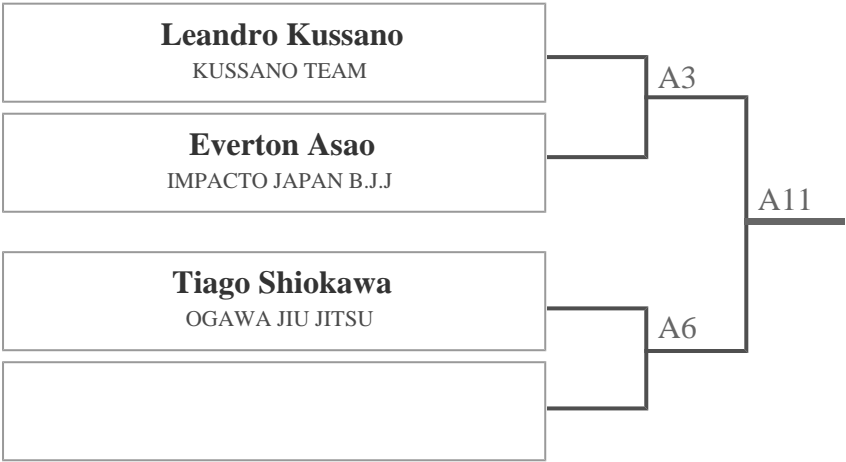 Leandro Kussano
KUSSANO TEAM
A3
Everton Asao
IMPACTO JAPAN B.J.J
A11
Tiago Shiokawa
OGAWA JIU JITSU
A6